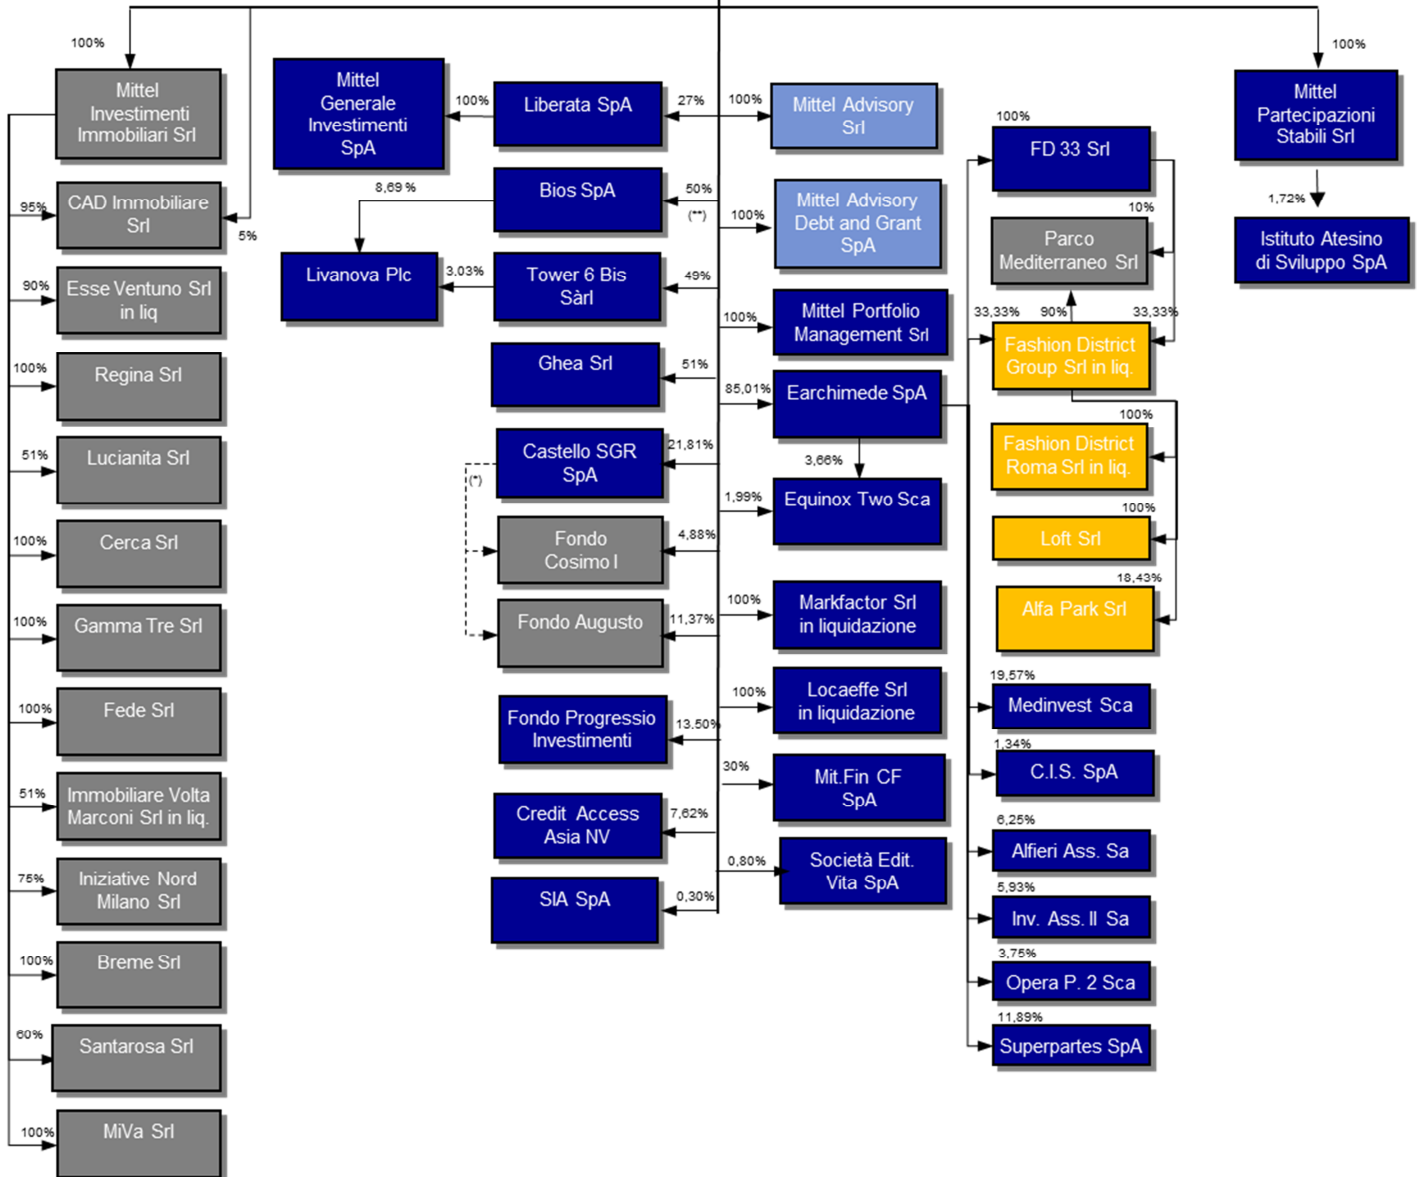 100%
Mittel
Investimenti
Immobiliari Srl
95%
CAD Immobiliare
Srl
5%
90%
Esse Ventuno Srl
in liq
100%
Regina Srl
51%
Lucianita Srl
100%
Cerca Srl
100%
Gamma Tre Srl
100%
Fede Srl
51%
Immobiliare Volta
Marconi Srl in liq.
75%
Iniziative Nord
Milano Srl
100%
Breme Srl
60%
Santarosa Srl
100%
MiVa Srl
Mittel
Generale
Investimenti
SpA
100%
Liberata SpA
27%
8,69 %
Bios SpA
50%
(**)
Livanova Plc
3.03%
Tower 6 Bis
Sàrl
49%
Ghea Srl
51%
Castello SGR
SpA
21,81%
(*)
Fondo
Cosimo I
4,88%
Fondo Augusto
11,37%
Fondo Progressio
Investimenti
13.50%
Credit Access
Asia NV
7,62%
SIA SpA
0,30%
100%
Mittel Advisory
Srl
100%
Mittel Advisory
Debt and Grant
SpA
100%
Mittel Portfolio
Management Srl
85,01%
Earchimede SpA
3,66%
1,99%
Equinox Two Sca
100%
Markfactor Srl
in liquidazione
100%
Locaeffe Srl
in liquidazione
30%
Mit.Fin CF
SpA
0,80%
Società Edit.
Vita SpA
100%
FD 33 Srl
10%
Parco
Mediterraneo Srl
33,33% 90% 33,33%
Fashion District
Group Srl in liq.
100%
Fashion District
Roma Srl in liq.
100%
Loft Srl
18,43%
Alfa Park Srl
19,57%
Medinvest Sca
1,34%
C.I.S. SpA
6,25%
Alfieri Ass. Sa
5,93%
Inv. Ass. II Sa
3,75%
Opera P. 2 Sca
11,89%
Superpartes SpA
100%
Mittel
Partecipazioni
Stabili Srl
1,72%
Istituto Atesino
di Sviluppo SpA